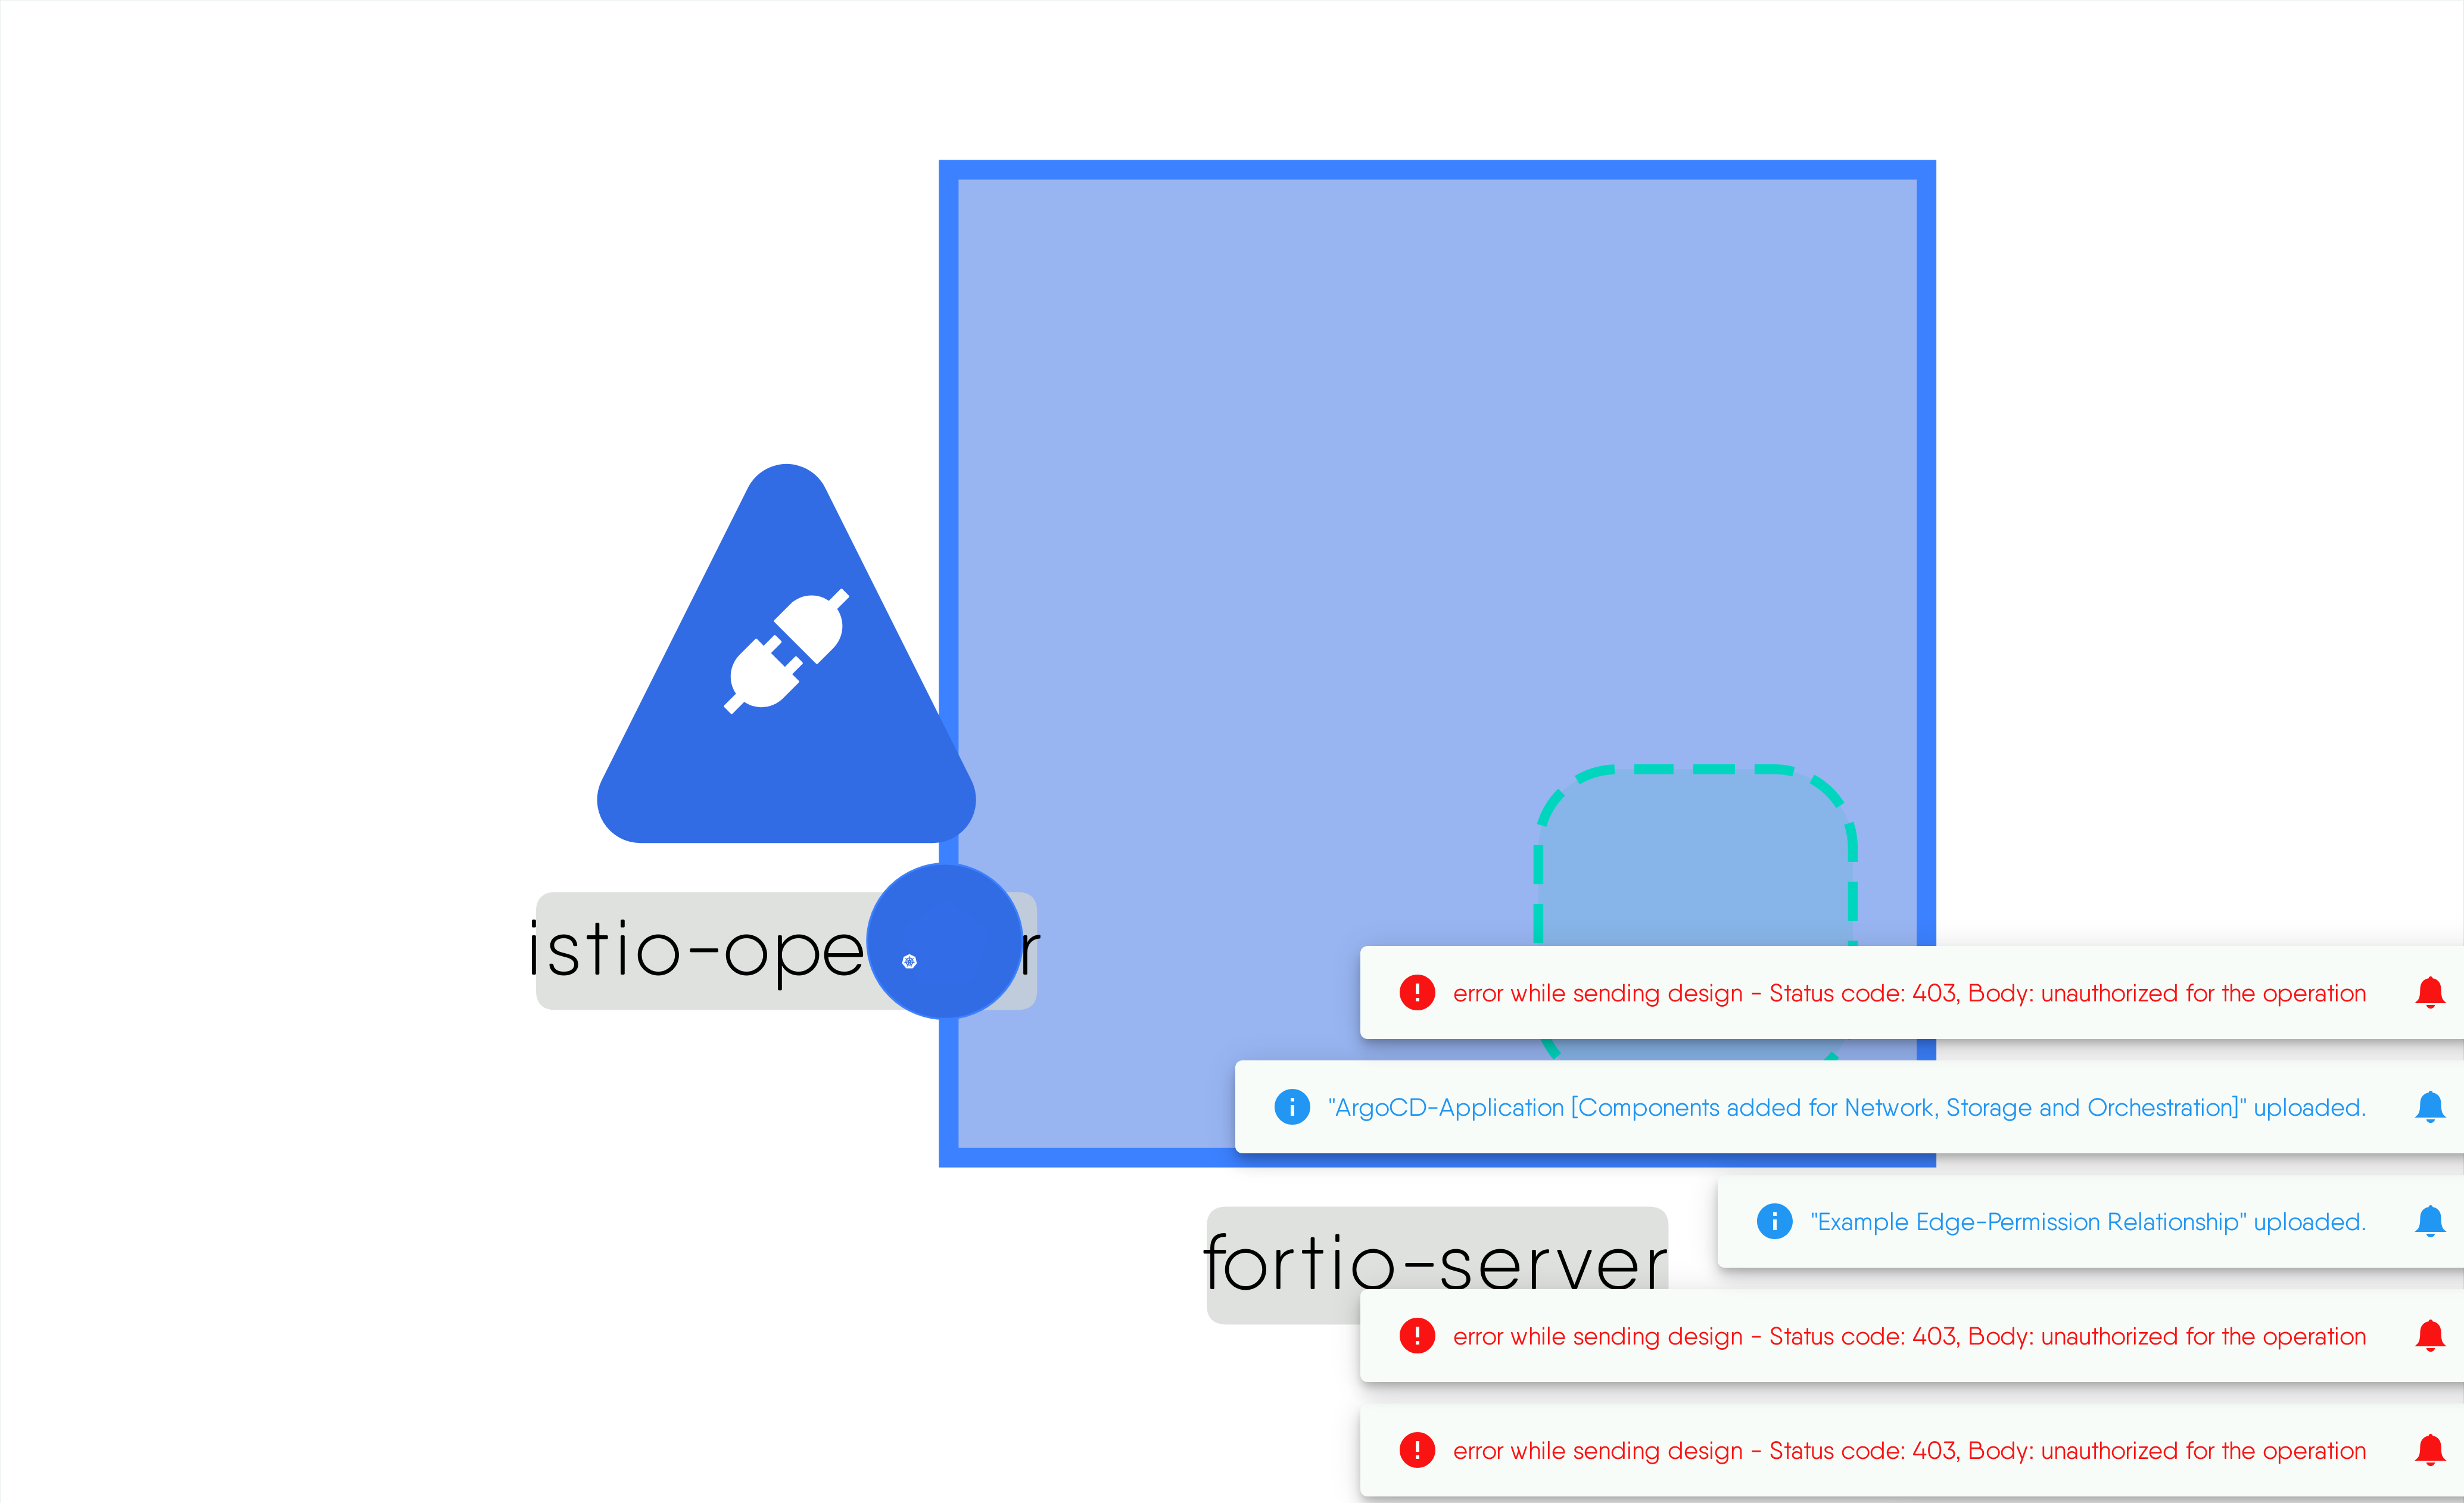 istio-ope r
error while sending design - Status code: 403, Body: unauthorized for the operation
"ArgoCD-Application [Components added for Network, Storage and Orchestration]" uploaded.
"Example Edge-Permission Relationship" uploaded.
fortio-server
error while sending design - Status code: 403, Body: unauthorized for the operation
error while sending design - Status code: 403, Body: unauthorized for the operation